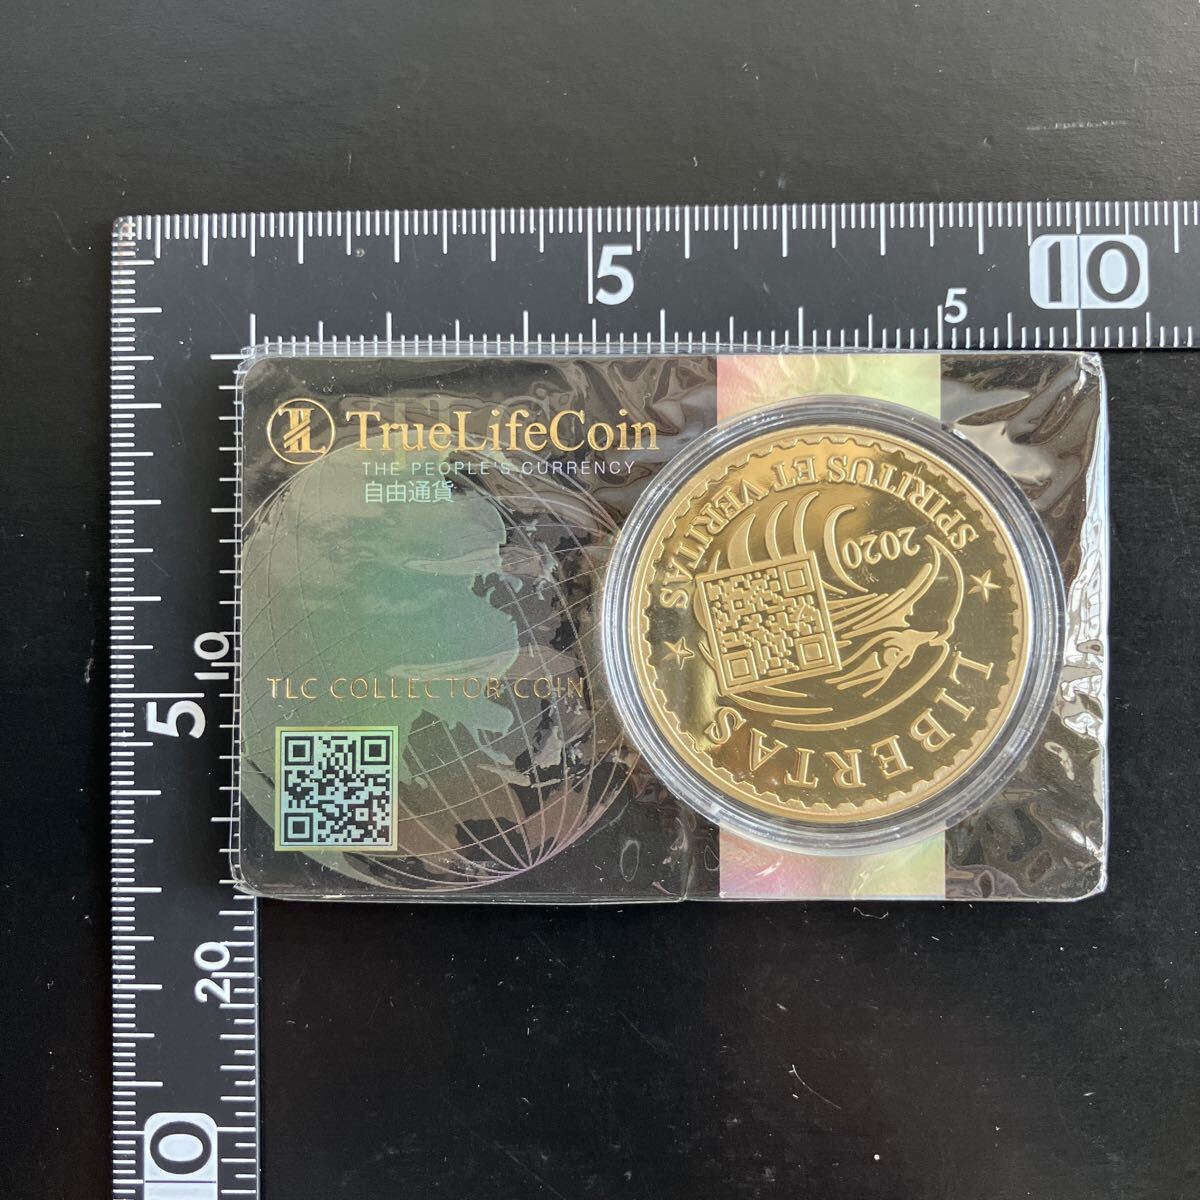 5
10
5
TrueLifeCoin
THE PEOPLE'S CURRENCY
自由通貨
TLC COLLECTOR COIN
SPIRITUS ET VERITAS
2020
LIBERTAS
10
5
20
10